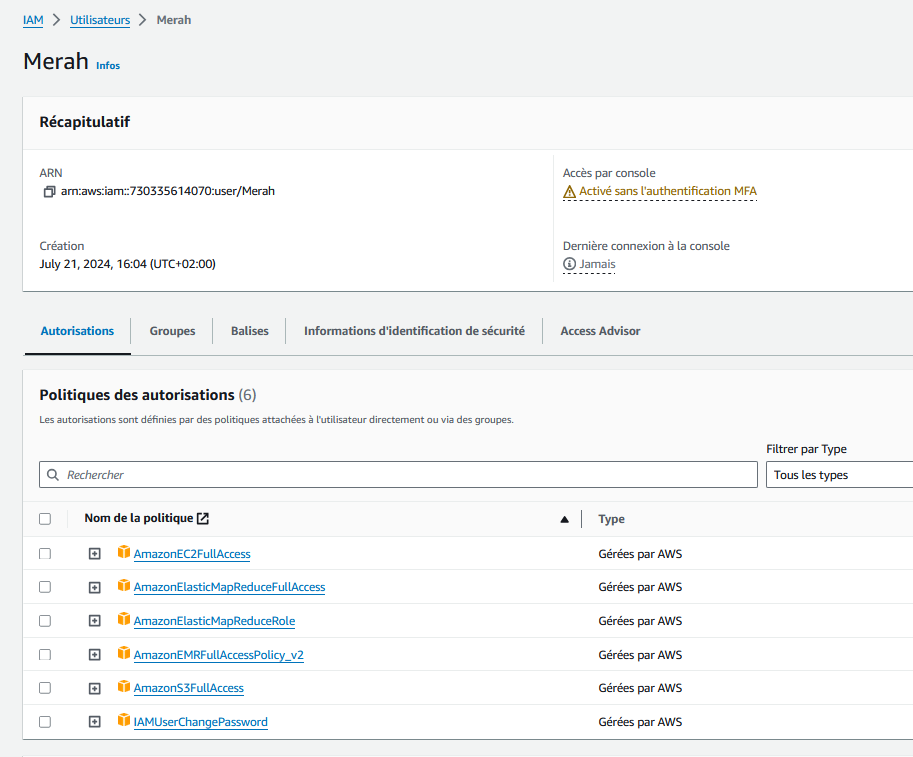 IAM > Utilisateurs > Merah
Merah Infos
Récapitulatif
ARN
arn:aws:iam::730335614070:user/Merah
Accès par console
Activé sans l'authentification MFA
Création
July 21, 2024, 16:04 (UTC+02:00)
Dernière connexion à la console
Jamais
Autorisations Groupes Balises Informations d'identification de sécurité Access Advisor
Politiques des autorisations (6)
Les autorisations sont définies par des politiques attachées à l'utilisateur directement ou via des groupes.
Filtrer par Type
Rechercher Tous les types
Nom de la politique Type
AmazonEC2FullAccess Gérées par AWS
AmazonElasticMapReduceFullAccess Gérées par AWS
AmazonElasticMapReduceRole Gérées par AWS
AmazonEMRFullAccessPolicy_v2 Gérées par AWS
AmazonS3FullAccess Gérées par AWS
IAMUserChangePassword Gérées par AWS